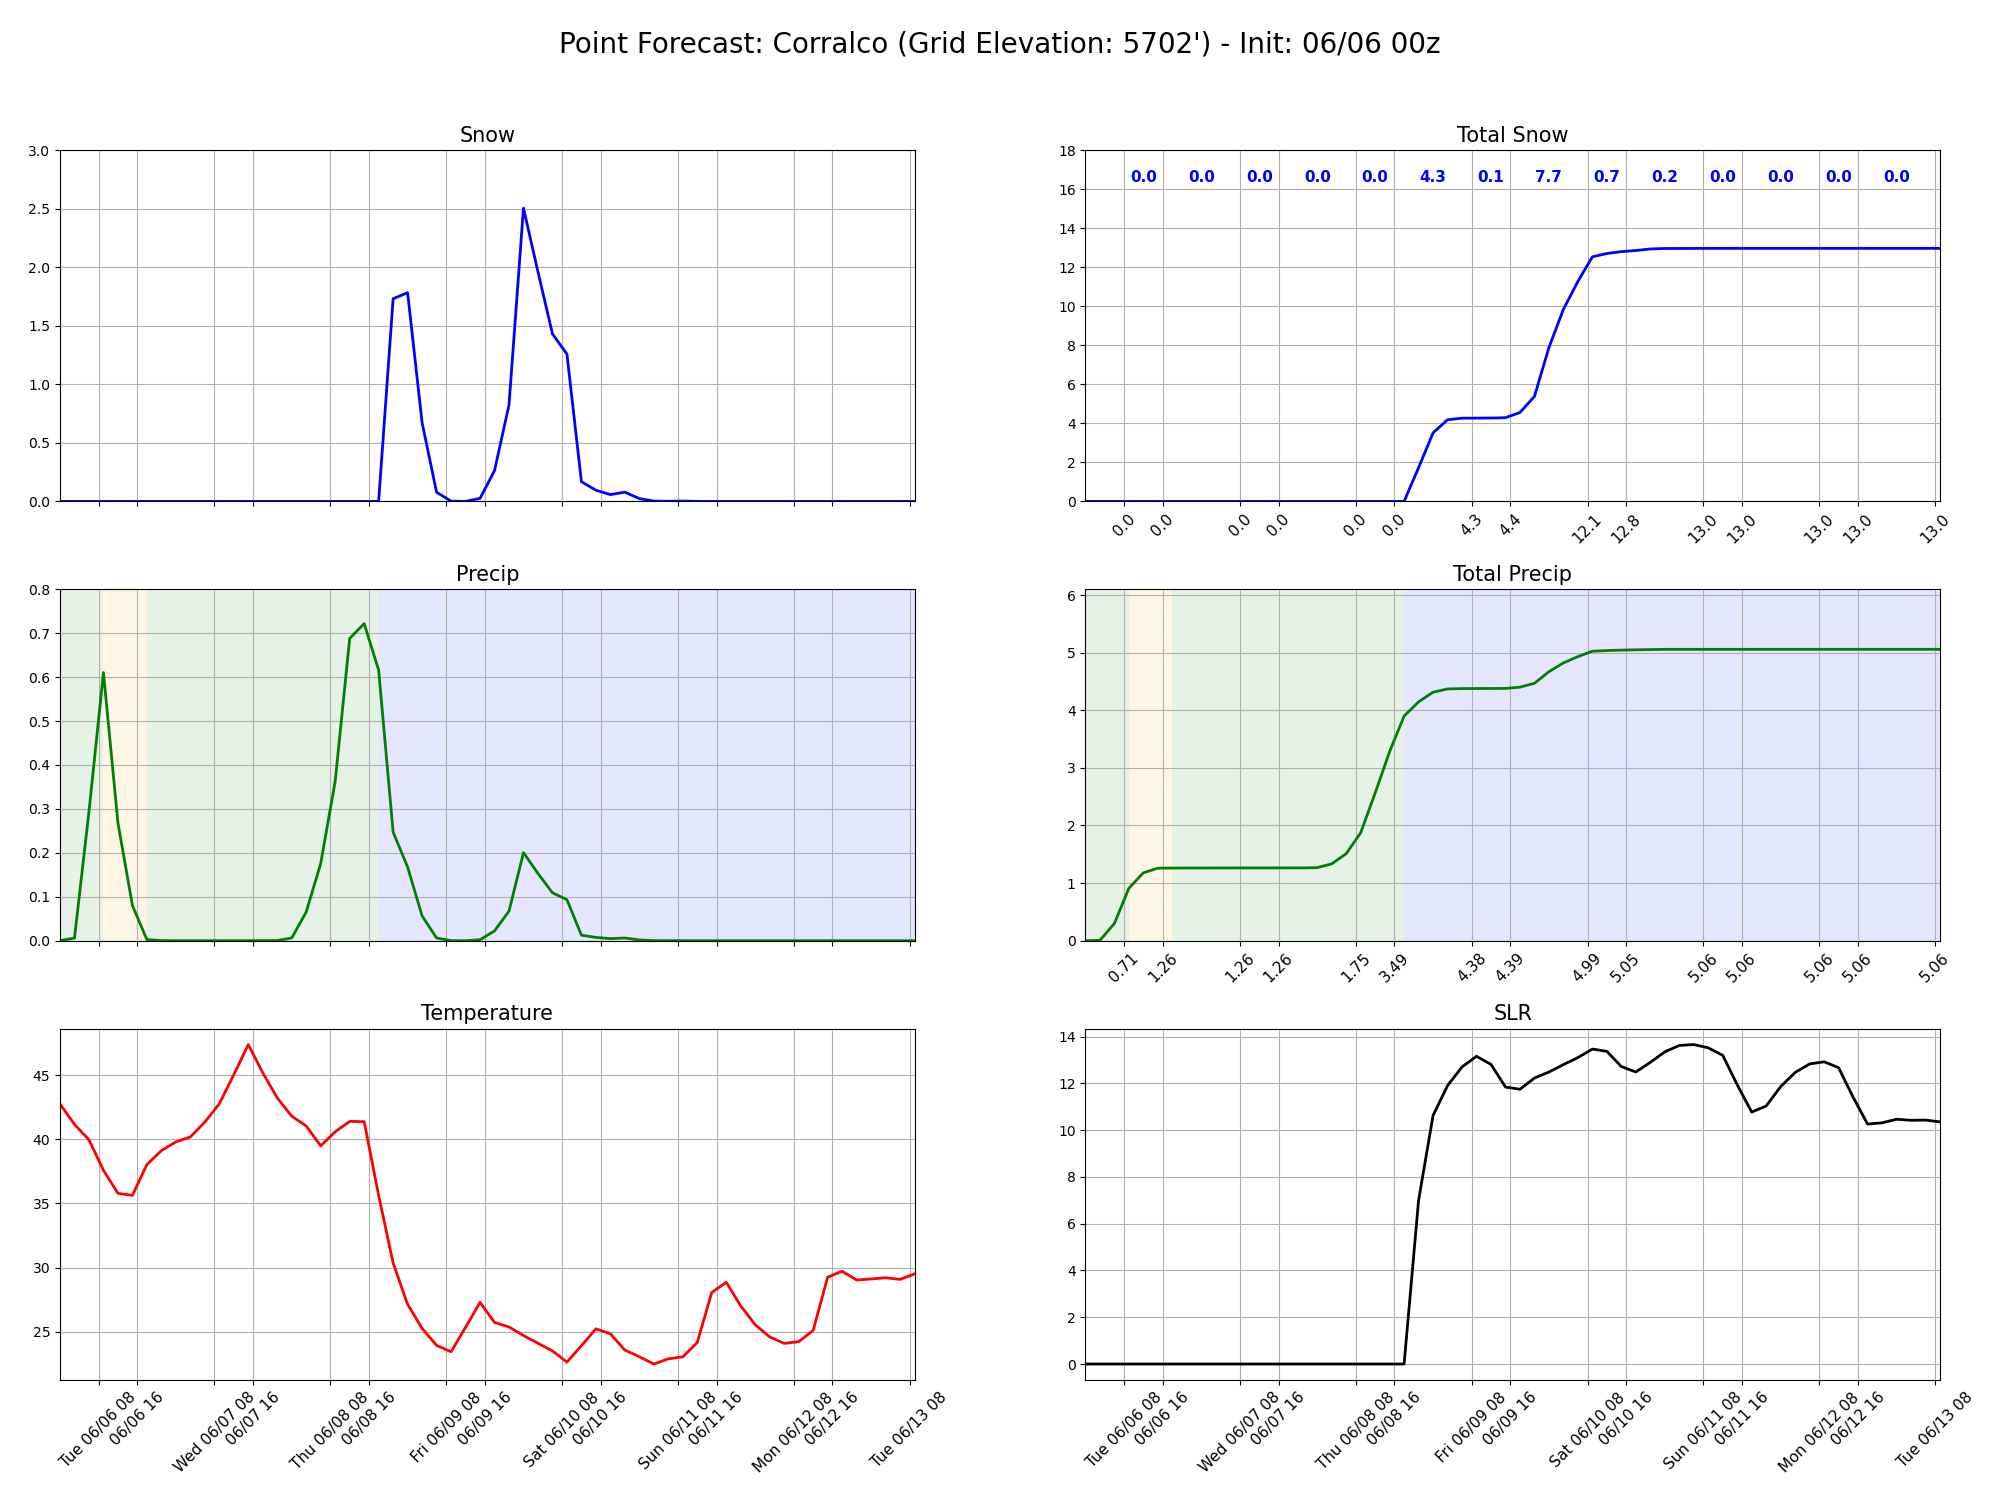 Point Forecast: Corralco (Grid Elevation: 5702') - Init: 06/06 00z
Snow
3.0
2.5
2.0
1.5
1.0
0.5
0.0
Total Snow
18
16
14
12
10
8
6
4
2
0
0.0 0.0 0.0 0.0 0.0 4.3 0.1 7.7 0.7 0.2 0.0 0.0 0.0 0.0
0.0 0.0 0.0 0.0 0.0 0.0 4.3 4.4 12.1 12.8 13.0 13.0 13.0 13.0 13.0
Precip
0.8
0.7
0.6
0.5
0.4
0.3
0.2
0.1
0.0
Total Precip
6
5
4
3
2
1
0
0.71 1.26 1.26 1.26 1.75 3.49 4.38 4.39 4.99 5.05 5.06 5.06 5.06 5.06 5.06
Temperature
45
40
35
30
25
Tue 06/06 08
06/06 16
Wed 06/07 08
06/07 16
Thu 06/08 08
06/08 16
Fri 06/09 08
06/09 16
Sat 06/10 08
06/10 16
Sun 06/11 08
06/11 16
Mon 06/12 08
06/12 16
Tue 06/13 08
SLR
14
12
10
8
6
4
2
0
Tue 06/06 08
06/06 16
Wed 06/07 08
06/07 16
Thu 06/08 08
06/08 16
Fri 06/09 08
06/09 16
Sat 06/10 08
06/10 16
Sun 06/11 08
06/11 16
Mon 06/12 08
06/12 16
Tue 06/13 08